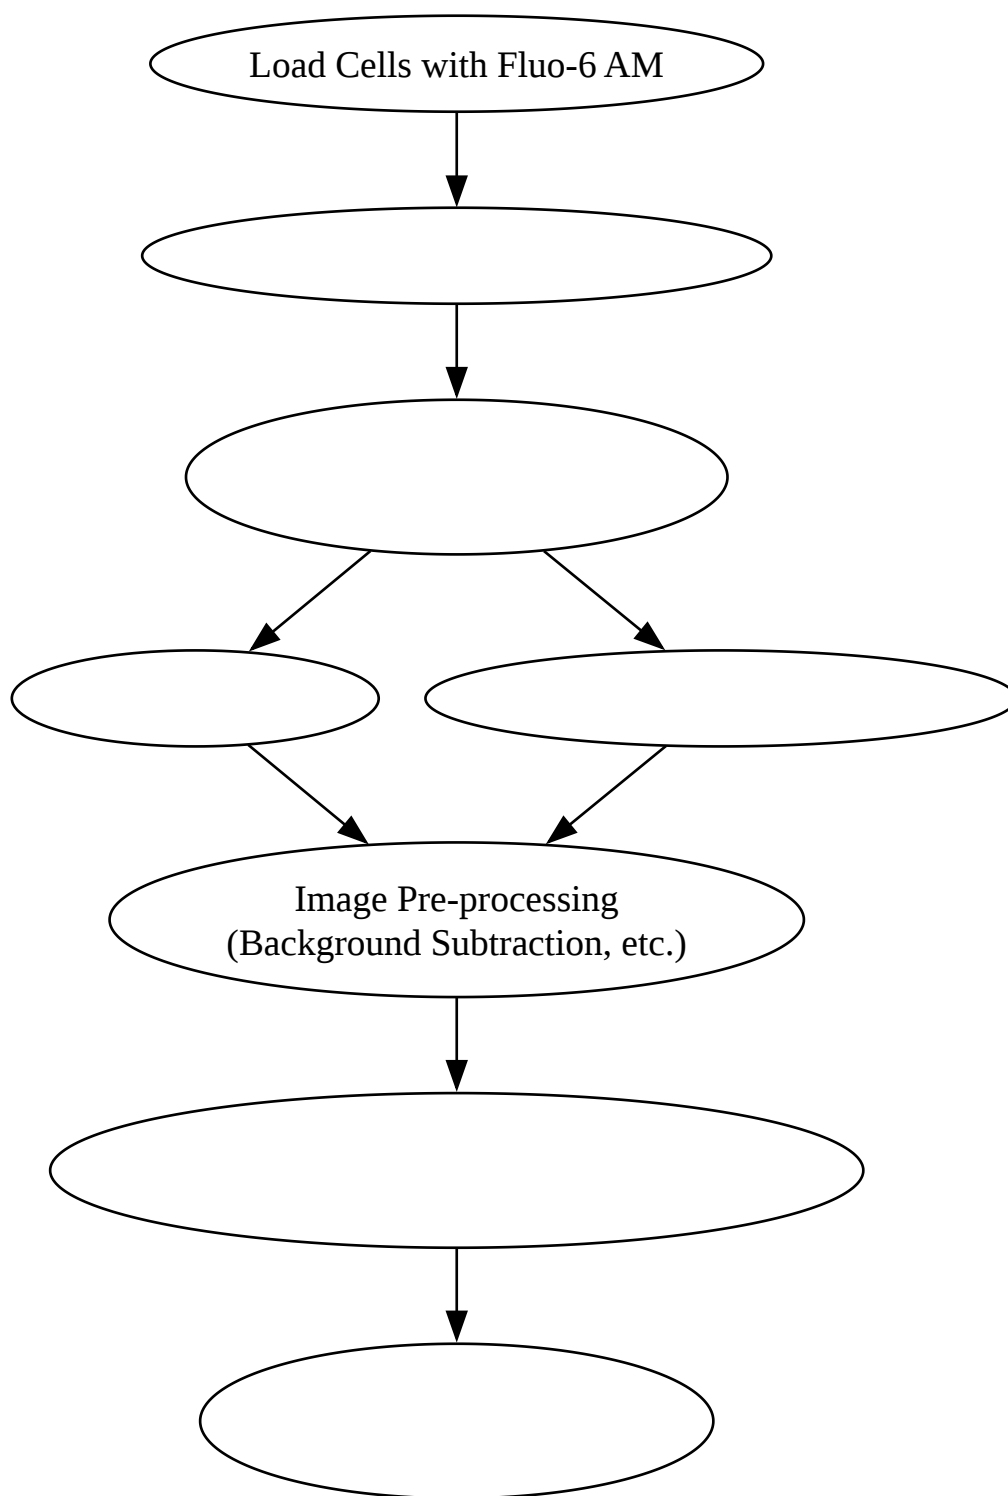 Load Cells with Fluo-6 AM
Image Pre-processing
(Background Subtraction, etc.)